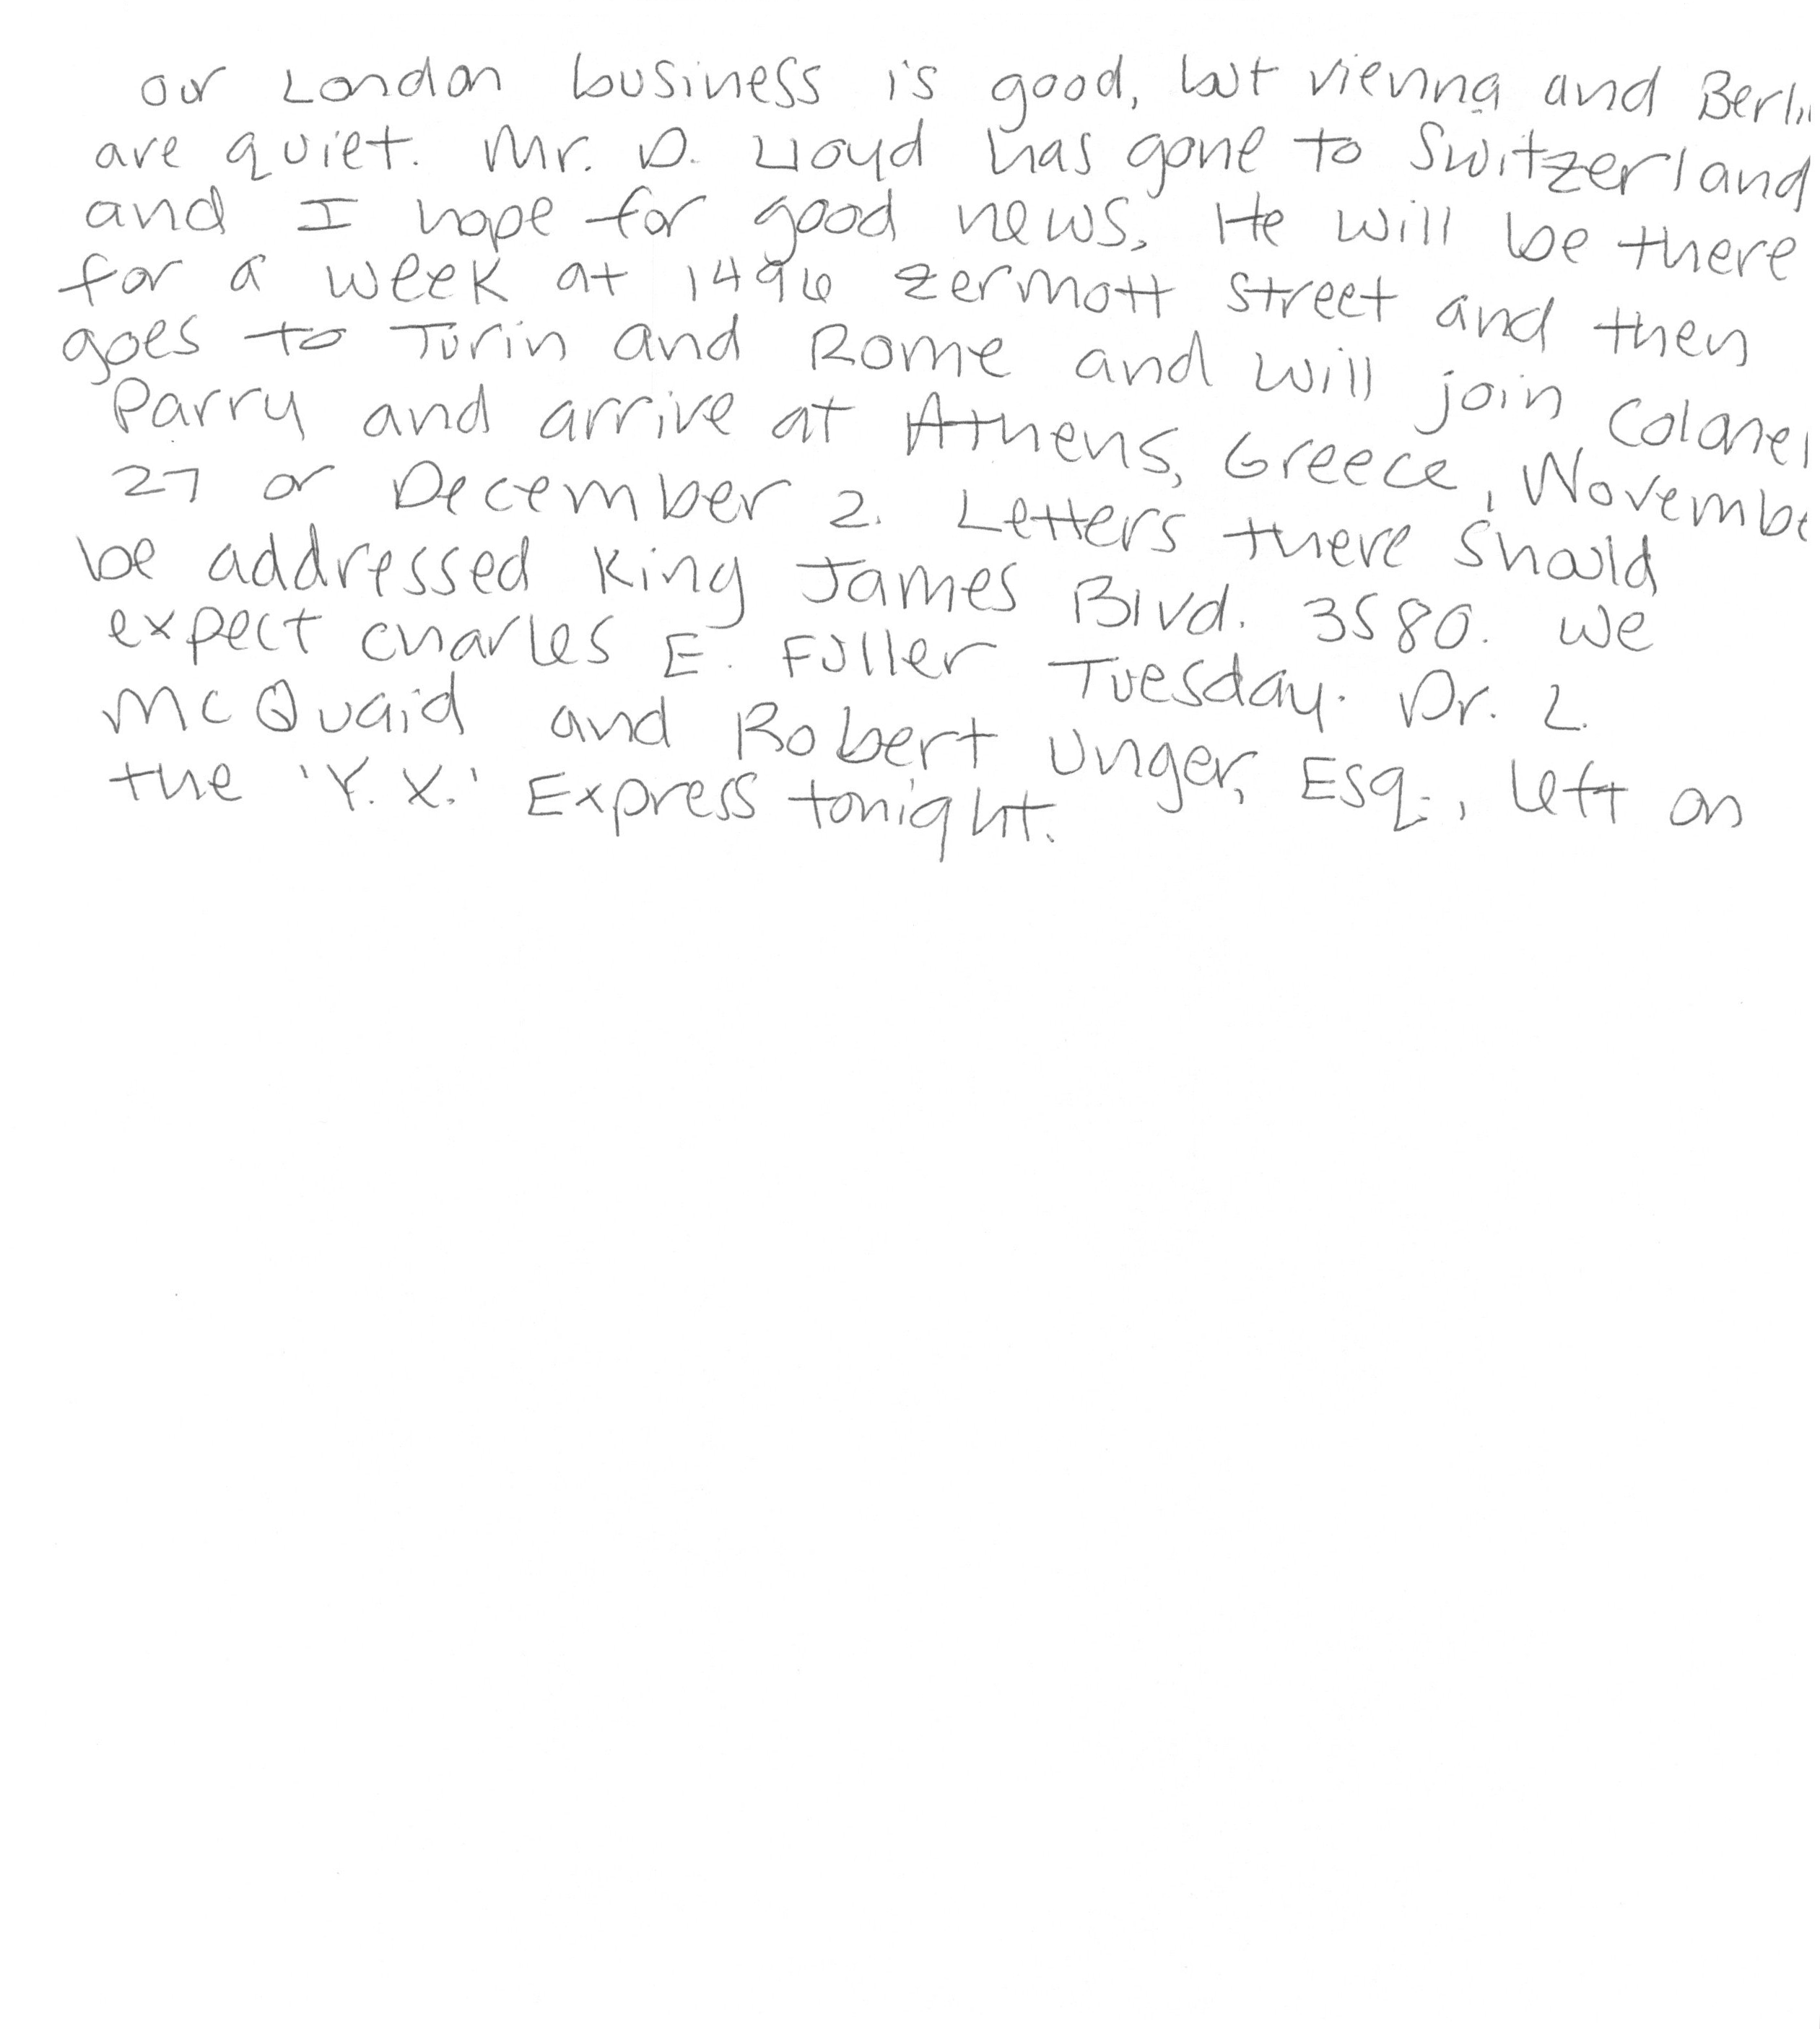 our London business is good, but vienna and Berlin
are quiet. Mr. D. Lloyd has gone to Switzerland
and I hope for good news. He will be there
for a week at 1496 zermott street and then
goes to Turin and Rome and will join Colonel
Parry and arrive at Athens, Greece, November
27 or December 2. Letters there should
be addressed King James Blvd. 3580. We
expect Charles E. Fuller Tuesday. Dr. L.
McQuaid and Robert Unger, Esq., left on
the 'Y.X.' Express tonight.